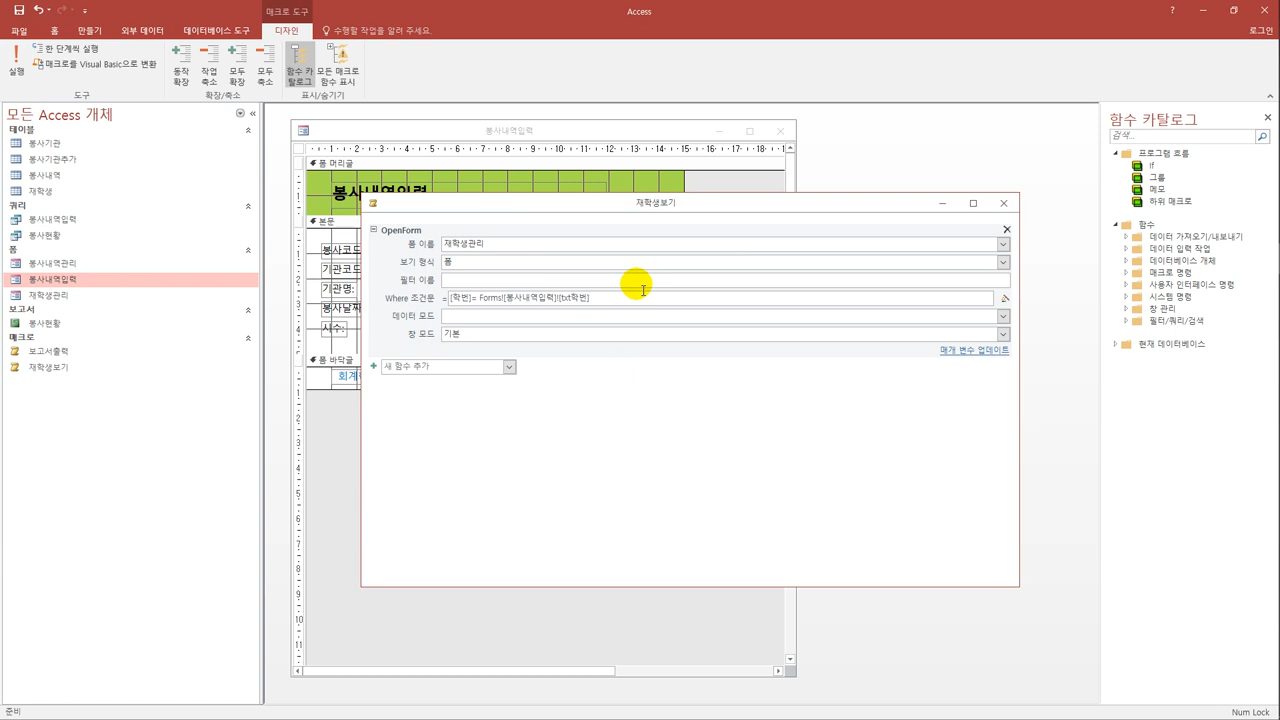 매크로 도구
Access
파일
홈
만들기
외부 데이터
데이터베이스 도구
디자인
수행할 작업을 알려 주세요.
로그인
실행
한 단계씩 실행
매크로를 Visual Basic으로 변환
도구
동작 확장
작업 축소
모두 확장
모두 축소
확장/축소
함수 카탈로그
모든 매크로 함수 표시
표시/숨기기
모든 Access 개체
테이블
봉사기관
봉사기관추가
봉사내역
재학생
쿼리
봉사내역입력
봉사현황
폼
봉사내역관리
봉사내역입력
재학생관리
보고서
봉사현황
매크로
보고서출력
재학생보기
봉사내역입력
폼 머리글
봉사내역입력
본문
봉사코드
기관코드
기관명:
봉사날짜
시수:
폼 바닥글
회계
재학생보기
OpenForm
폼 이름 재학생관리
보기 형식 폼
필터 이름
Where 조건문 = [학번]= Forms![봉사내역입력]![txt학번]
데이터 모드
창 모드 기본
매개 변수 업데이트
새 함수 추가
함수 카탈로그
검색...
프로그램 흐름
If
그룹
메모
하위 매크로
함수
데이터 가져오기/내보내기
데이터 입력 작업
데이터베이스 개체
매크로 명령
사용자 인터페이스 명령
시스템 명령
창 관리
필터/쿼리/검색
현재 데이터베이스
준비
Num Lock